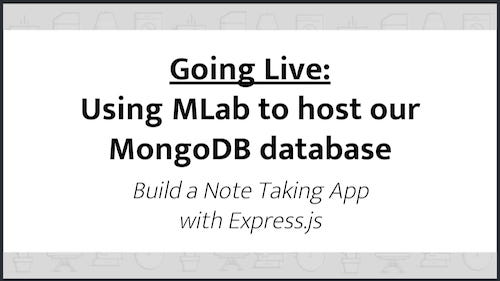 Going Live:
Using MLab to host our
MongoDB database
Build a Note Taking App
with Express.js